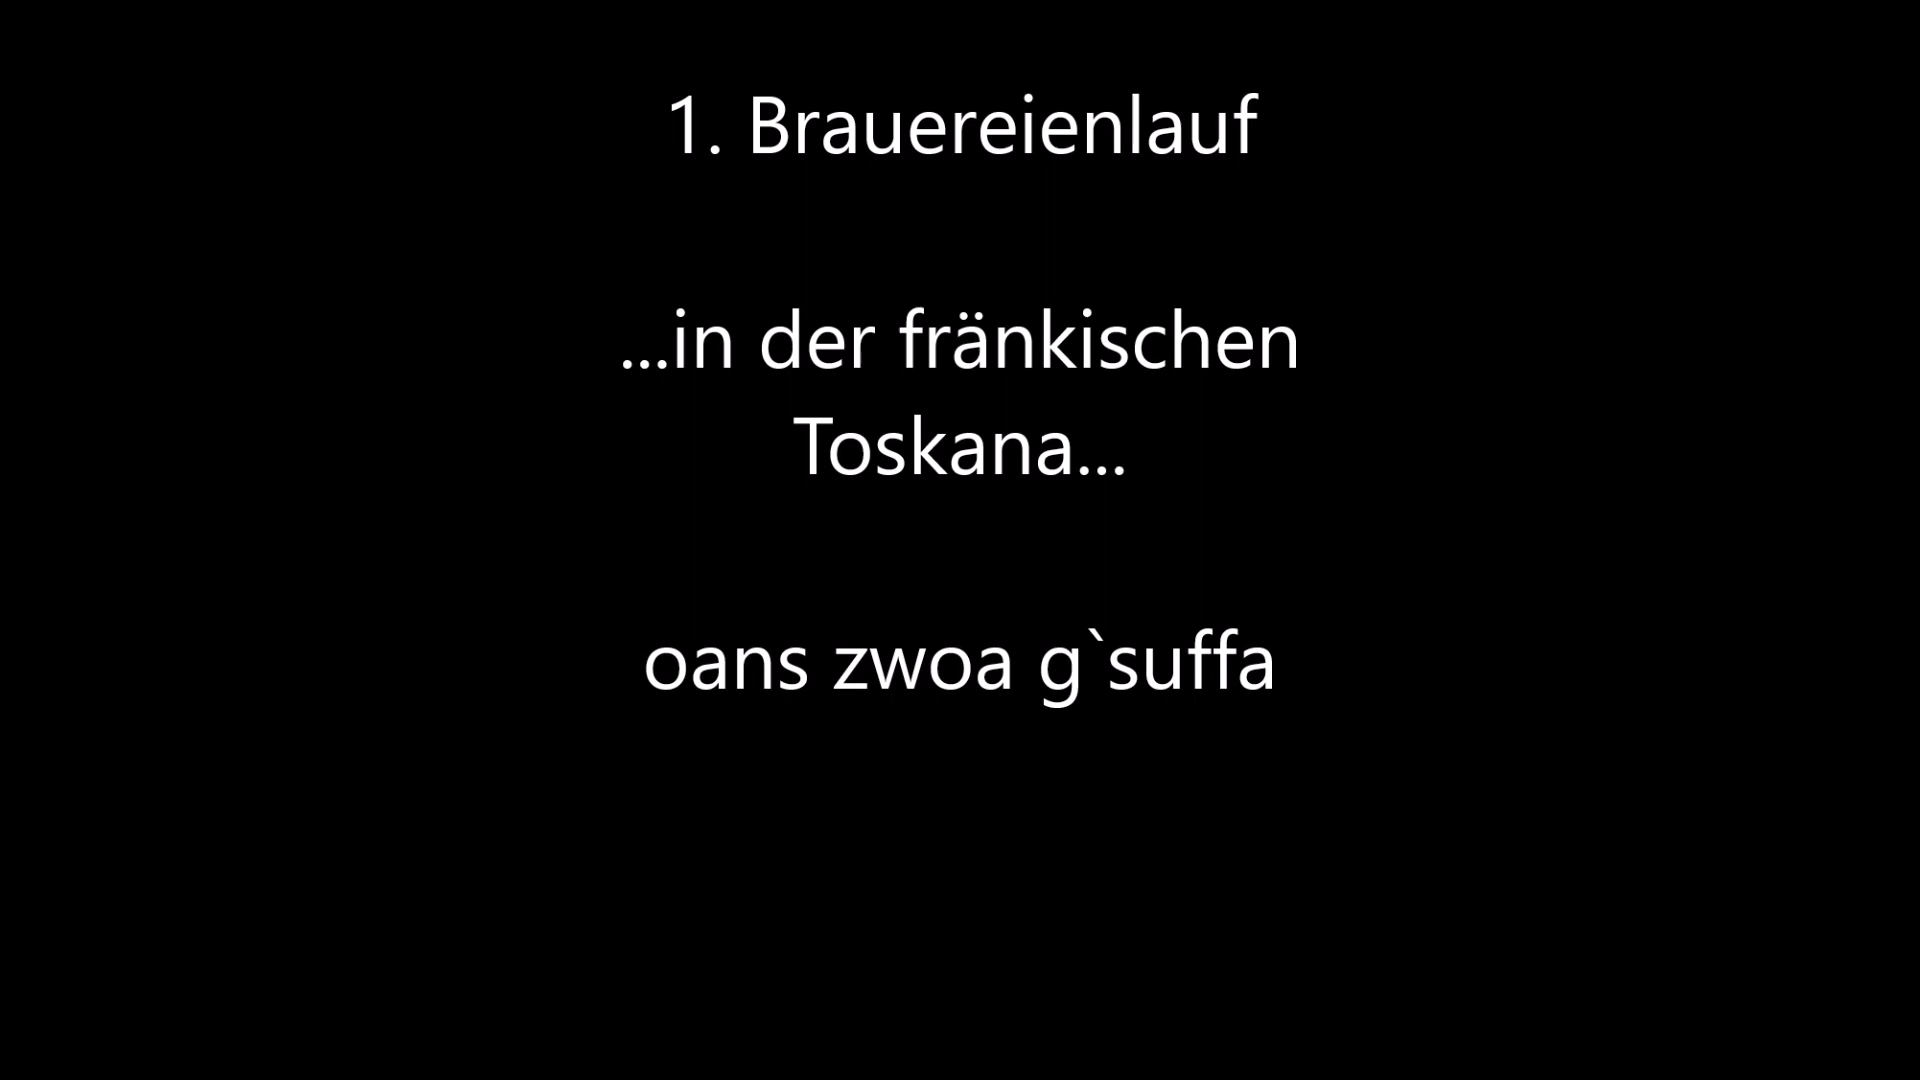 1. Brauereienlauf
...in der fränkischen
Toskana...
oans zwoa g`suffa